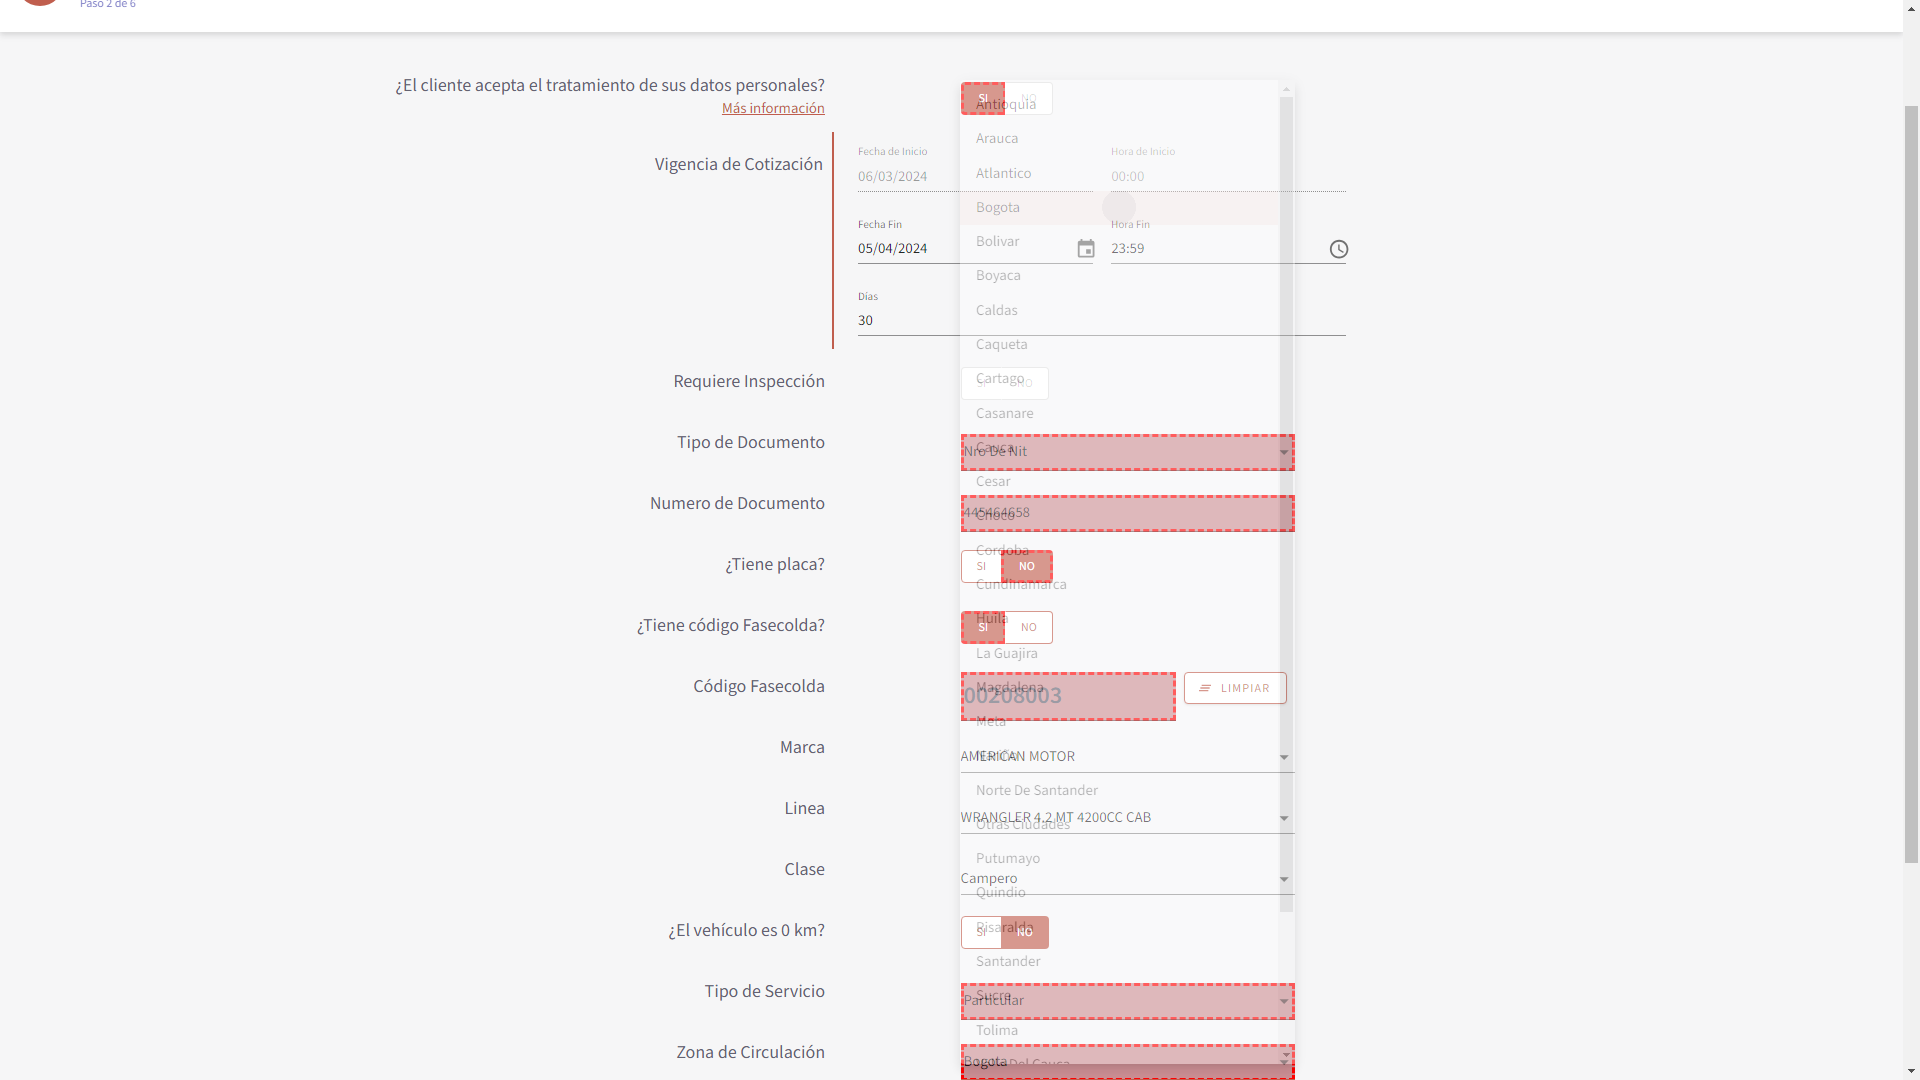 Paso 2 de 6
¿El cliente acepta el tratamiento de sus datos personales?
SI NO
Más información
Antioquia
Arauca
Vigencia de Cotización
Fecha de Inicio
Hora de Inicio
06/03/2024
00:00
Atlantico
Bogota
Fecha Fin
Hora Fin
05/04/2024
23:59
Bolivar
Boyaca
Días
30
Caldas
Caqueta
Requiere Inspección
SI NO
Cartago
Casanare
Tipo de Documento
Nro De Nit
Cauca
Cesar
Numero de Documento
445464658
Choco
Cordoba
¿Tiene placa?
SI NO
Cundinamarca
Huila
¿Tiene código Fasecolda?
SI NO
La Guajira
Código Fasecolda
00208003
LIMPIAR
Magdalena
Meta
Marca
AMERICAN MOTOR
Norte De Santander
Linea
WRANGLER 4.2 MT 4200CC CAB
Otras Ciudades
Putumayo
Clase
Campero
Quindio
¿El vehículo es 0 km?
SI NO
Risaralda
Santander
Tipo de Servicio
Particular
Sucre
Tolima
Zona de Circulación
Bogota
Del Cauca